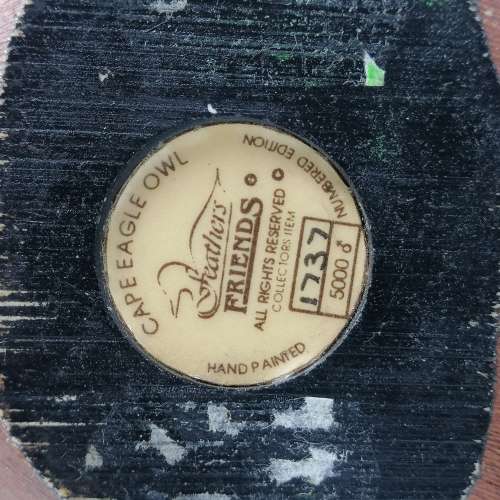 CAPE EAGLE OWL
NUMBERED EDITION
Feathers
FRIENDS
ALL RIGHTS RESERVED ©
COLLECTORS ITEM
1737
5000 ♂
HAND PAINTED